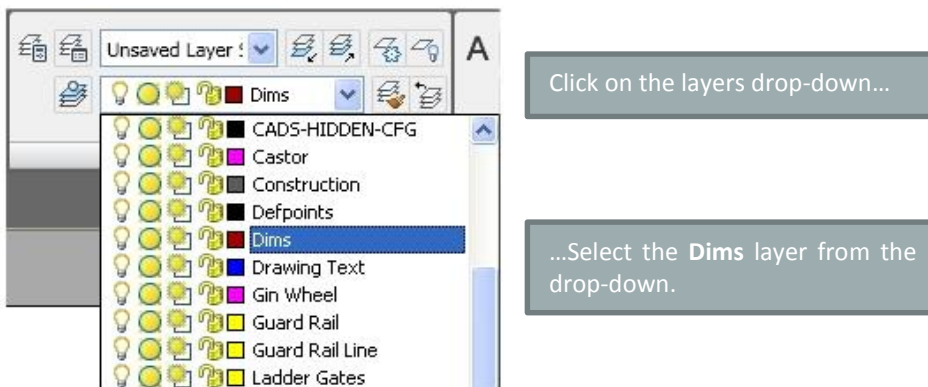 Unsaved Layer S
A
Dims
CADS-HIDDEN-CFG
Castor
Construction
Defpoints
Dims
Drawing Text
Gin Wheel
Guard Rail
Guard Rail Line
Ladder Gates
Click on the layers drop-down…
…Select the Dims layer from the
drop-down.